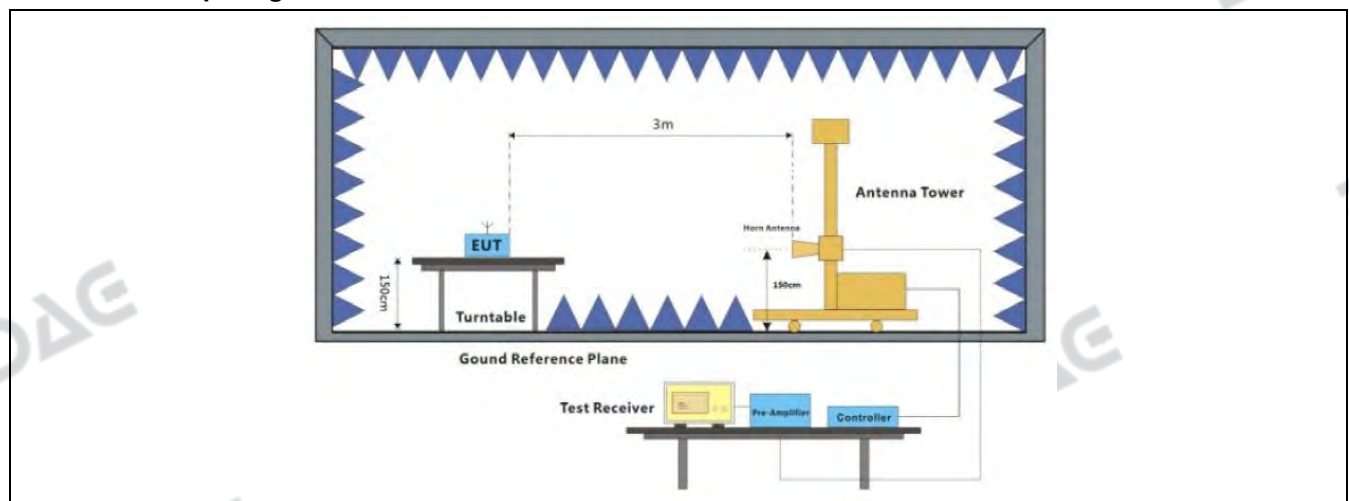 3m
Antenna Tower
Horn Antenna
EUT
150cm
150cm
Turntable
Gound Reference Plane
Test Receiver
Pre-Amplifier
Controller